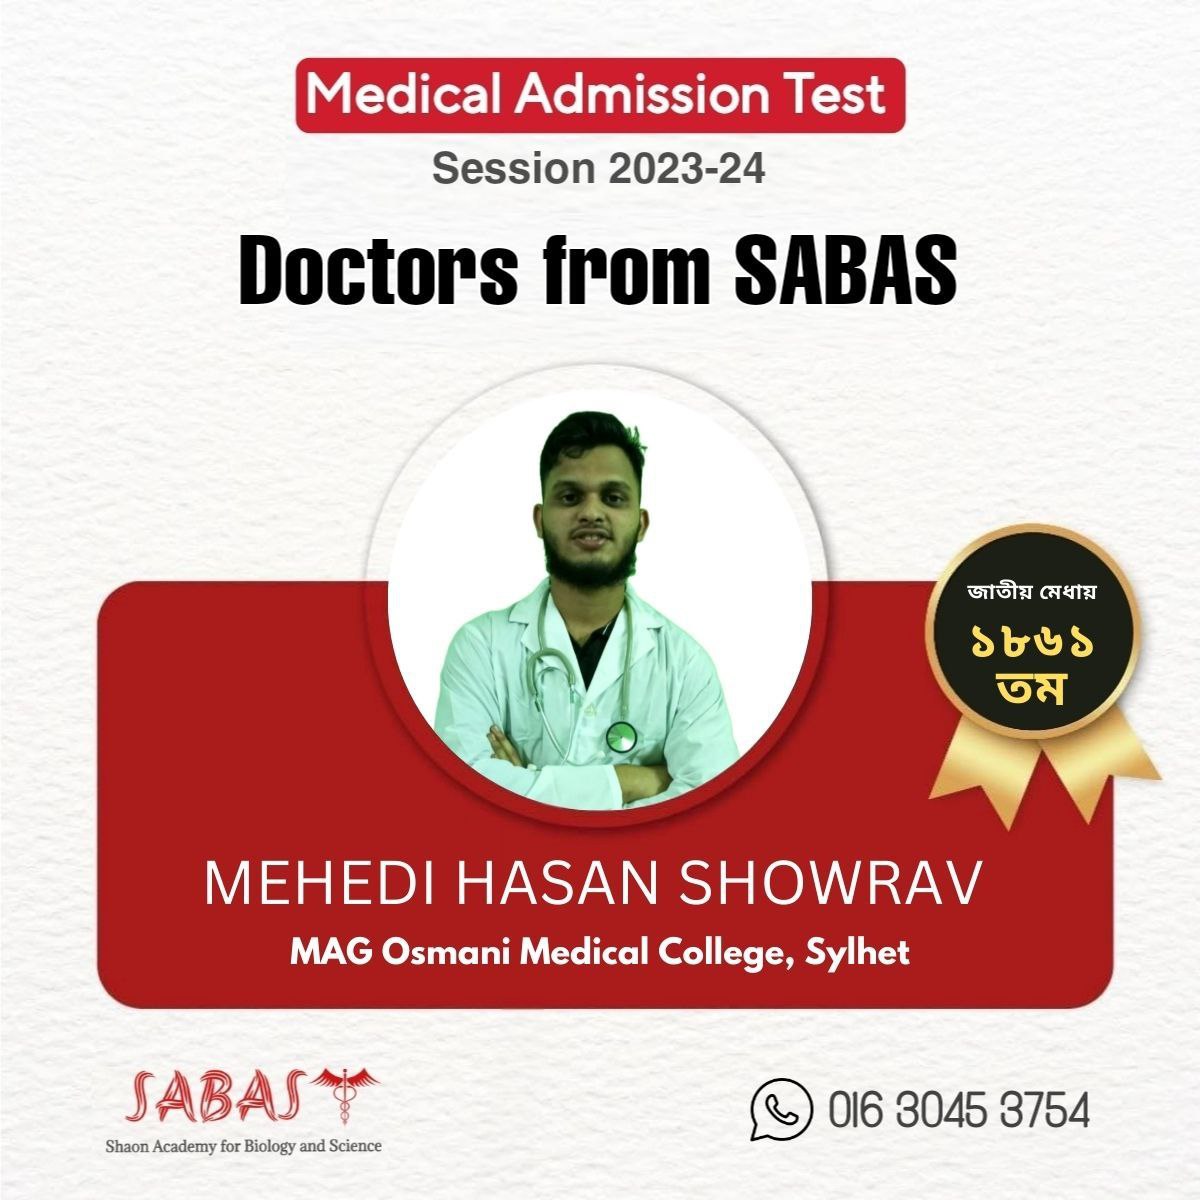 Medical Admission Test
Session 2023-24
Doctors from SABAS
জাতীয় মেধায়
১৮৬১
তম
MEHEDI HASAN SHOWRAV
MAG Osmani Medical College, Sylhet
SABAS
Shaon Academy for Biology and Science
016 3045 3754